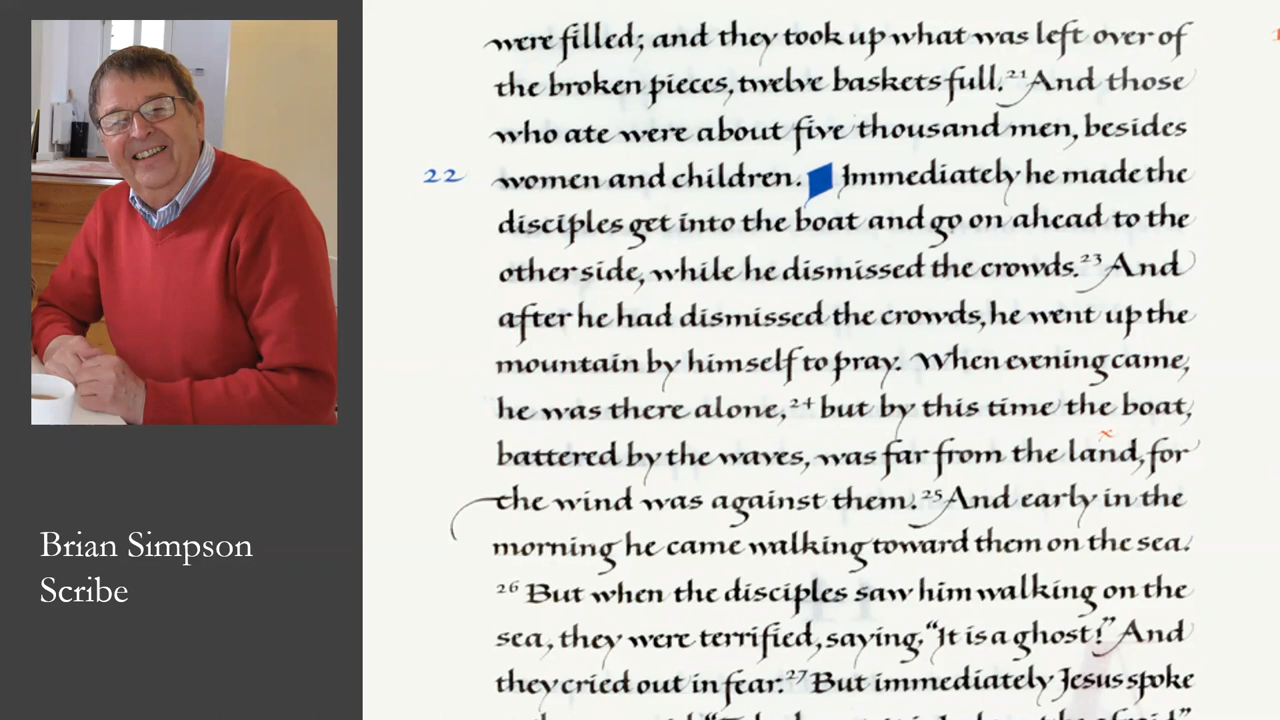 Brian Simpson
Scribe
were filled; and they took up what was left over of
the broken pieces, twelve baskets full. ²¹ And those
who ate were about five thousand men, besides
22 women and children. Immediately he made the
disciples get into the boat and go on ahead to the
other side, while he dismissed the crowds. ²³ And
after he had dismissed the crowds, he went up the
mountain by himself to pray. When evening came,
he was there alone, ²⁴ but by this time the boat,
x
battered by the waves, was far from the land, for
the wind was against them. ²⁵ And early in the
morning he came walking toward them on the sea.
²⁶ But when the disciples saw him walking on the
sea, they were terrified, saying, “It is a ghost!” And
they cried out in fear. ²⁷ But immediately Jesus spoke